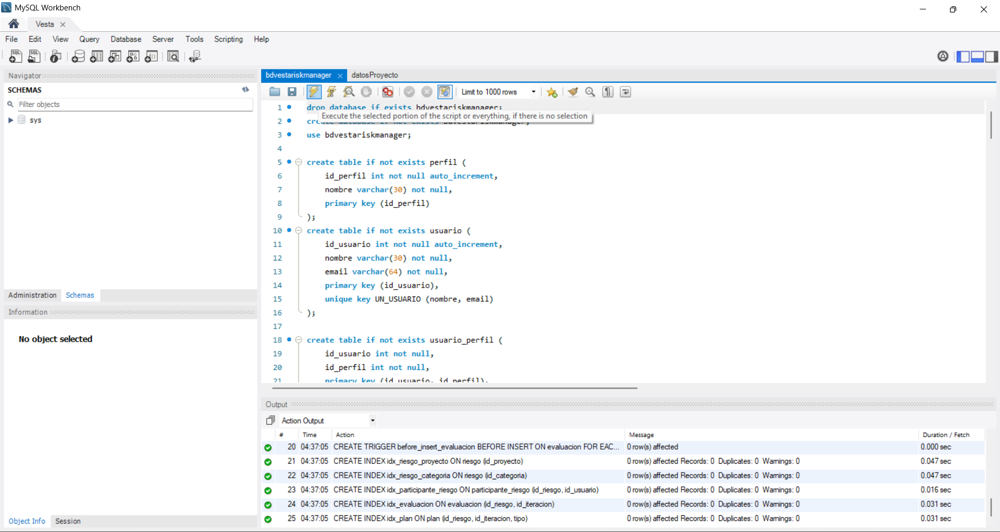 MySQL Workbench
Vesta
File Edit View Query Database Server Tools Scripting Help
Navigator
SCHEMAS
Filter objects
sys
Administration Schemas
Information
No object selected
Object Info Session
bdvestariskmanager datosProyecto
Limit to 1000 rows
1 drop database if exists bdvestariskmanager;
Execute the selected portion of the script or everything, if there is no selection
2 create database if not exists bdvestariskmanager;
3 use bdvestariskmanager;
4
5 create table if not exists perfil (
6 id_perfil int not null auto_increment,
7 nombre varchar(30) not null,
8 primary key (id_perfil)
9 );
10 create table if not exists usuario (
11 id_usuario int not null auto_increment,
12 nombre varchar(30) not null,
13 email varchar(64) not null,
14 primary key (id_usuario),
15 unique key UN_USUARIO (nombre, email)
16 );
17
18 create table if not exists usuario_perfil (
19 id_usuario int not null,
20 id_perfil int not null,
21 primary key (id_usuario, id_perfil),
Output
Action Output
# Time Action Message Duration / Fetch
20 04:37:05 CREATE TRIGGER before_insert_evaluacion BEFORE INSERT ON evaluacion FOR EAC... 0 row(s) affected 0.000 sec
21 04:37:05 CREATE INDEX idx_riesgo_proyecto ON riesgo (id_proyecto) 0 row(s) affected Records: 0 Duplicates: 0 Warnings: 0 0.047 sec
22 04:37:05 CREATE INDEX idx_riesgo_categoria ON riesgo (id_categoria) 0 row(s) affected Records: 0 Duplicates: 0 Warnings: 0 0.047 sec
23 04:37:05 CREATE INDEX idx_participante_riesgo ON participante_riesgo (id_riesgo, id_usuario) 0 row(s) affected Records: 0 Duplicates: 0 Warnings: 0 0.016 sec
24 04:37:05 CREATE INDEX idx_evaluacion ON evaluacion (id_riesgo, id_iteracion) 0 row(s) affected Records: 0 Duplicates: 0 Warnings: 0 0.031 sec
25 04:37:05 CREATE INDEX idx_plan ON plan (id_riesgo, id_iteracion, tipo) 0 row(s) affected Records: 0 Duplicates: 0 Warnings: 0 0.031 sec